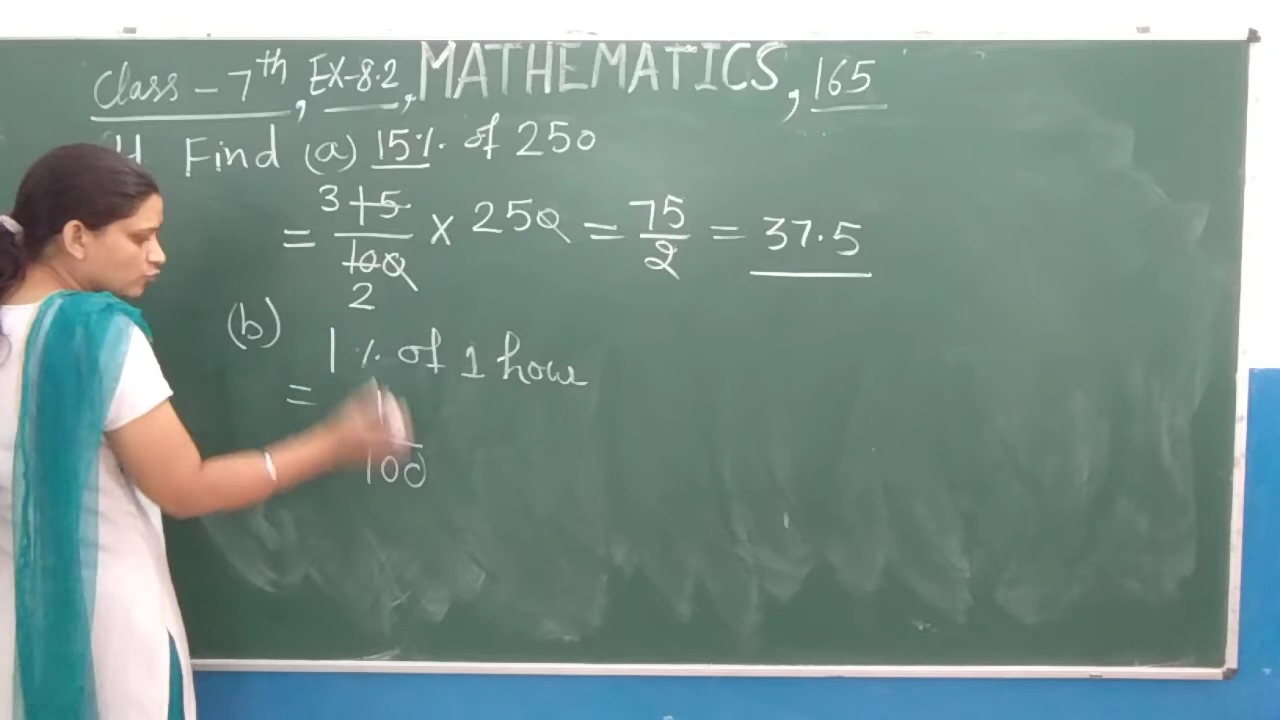 Class - 7th, EX-8.2, MATHEMATICS, 165
4. Find (a) 15% of 250
= 3 15/100 2 × 250 = 75/2 = 37.5
(b) 1% of 1 hour
= 1/100